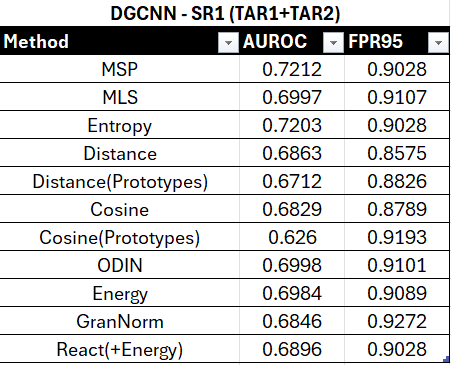 DGCNN - SR1 (TAR1+TAR2)
Method AUROC FPR95
MSP 0.7212 0.9028
MLS 0.6997 0.9107
Entropy 0.7203 0.9028
Distance 0.6863 0.8575
Distance(Prototypes) 0.6712 0.8826
Cosine 0.6829 0.8789
Cosine(Prototypes) 0.626 0.9193
ODIN 0.6998 0.9101
Energy 0.6984 0.9089
GranNorm 0.6846 0.9272
React(+Energy) 0.6896 0.9028